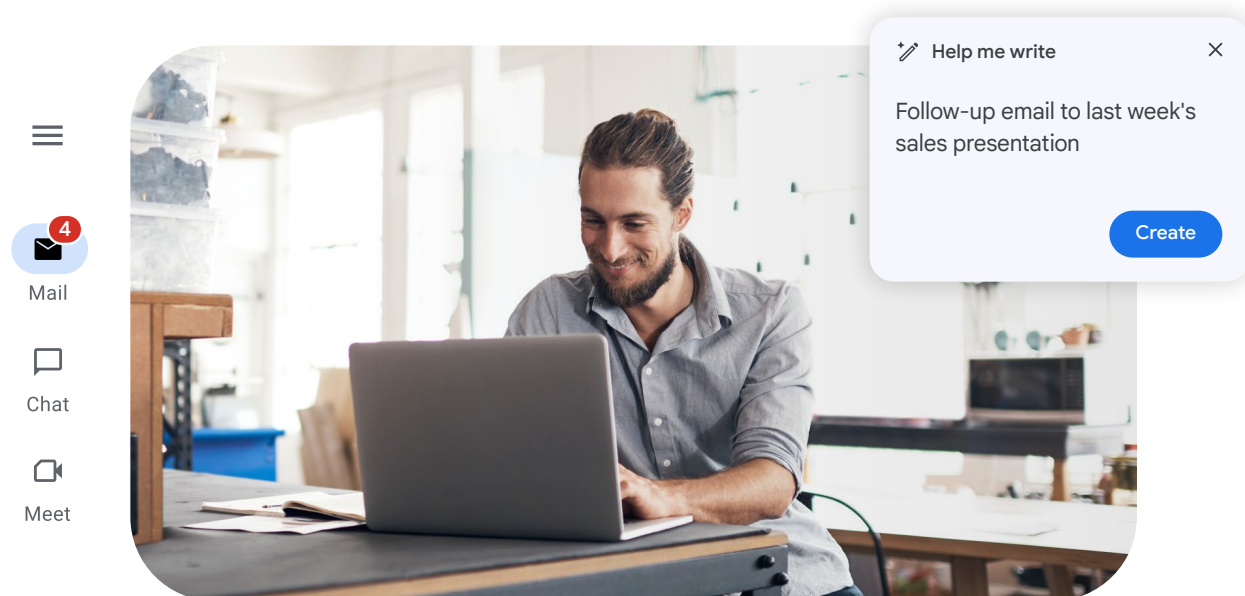 Help me write
Follow-up email to last week's
sales presentation
Create
4
Mail
Chat
Meet